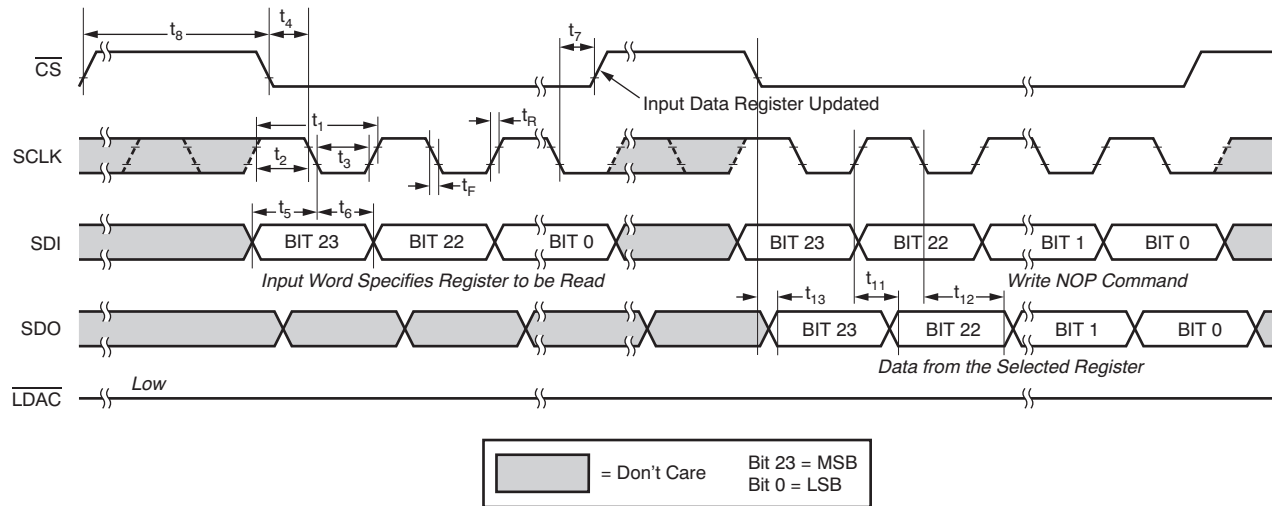 t8
t4
t7
CS
Input Data Register Updated
t1
tR
SCLK
t2
t3
tF
t5
t6
SDI
BIT 23
BIT 22
BIT 0
BIT 23
BIT 22
BIT 1
BIT 0
Input Word Specifies Register to be Read
Write NOP Command
t13
t11
t12
SDO
BIT 23
BIT 22
BIT 1
BIT 0
Data from the Selected Register
Low
LDAC
= Don't Care
Bit 23 = MSB
Bit 0 = LSB